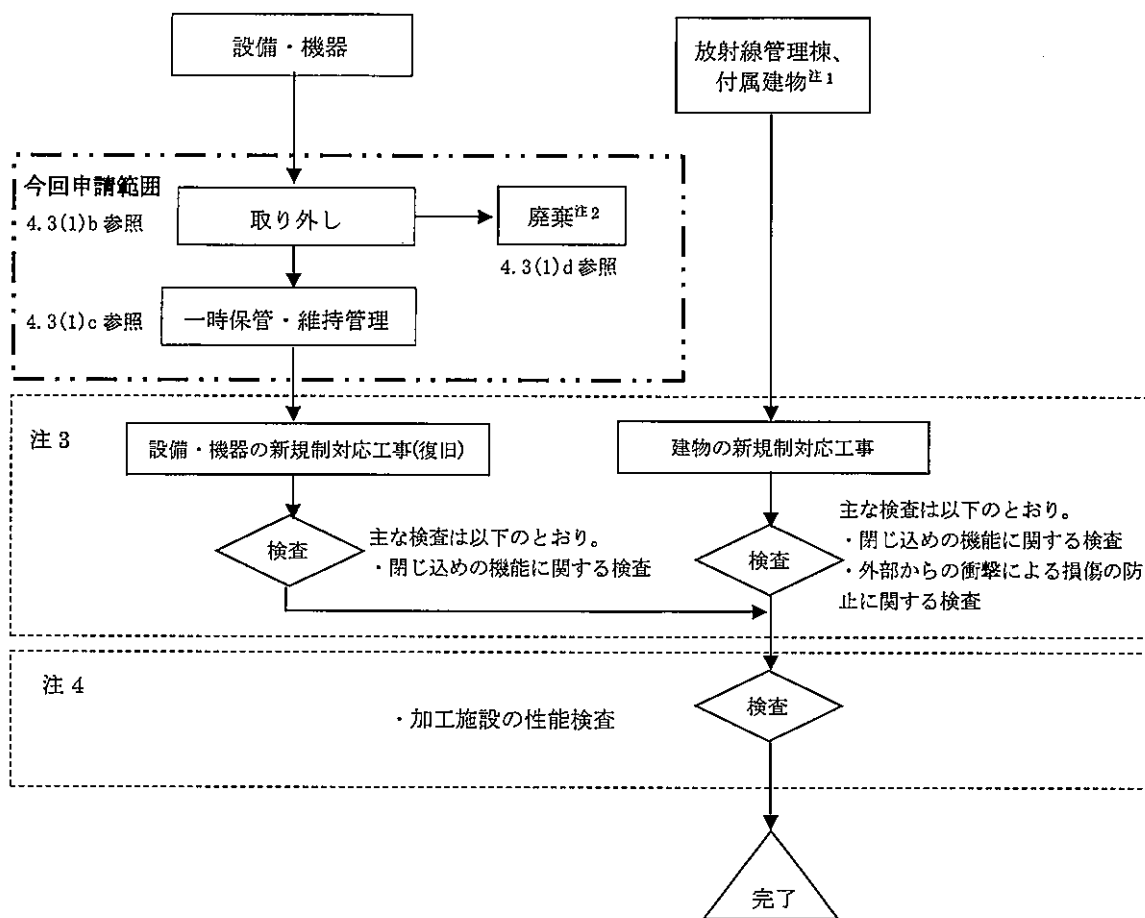 設備・機器
放射線管理棟、
付属建物注1
今回申請範囲
4.3(1)b 参照
取り外し
廃棄注2
4.3(1)d 参照
4.3(1)c 参照
一時保管・維持管理
注 3
設備・機器の新規制対応工事(復旧)
建物の新規制対応工事
検査
主な検査は以下のとおり。
・閉じ込めの機能に関する検査
検査
主な検査は以下のとおり。
・閉じ込めの機能に関する検査
・外部からの衝撃による損傷の防
止に関する検査
注 4
・加工施設の性能検査
検査
完了